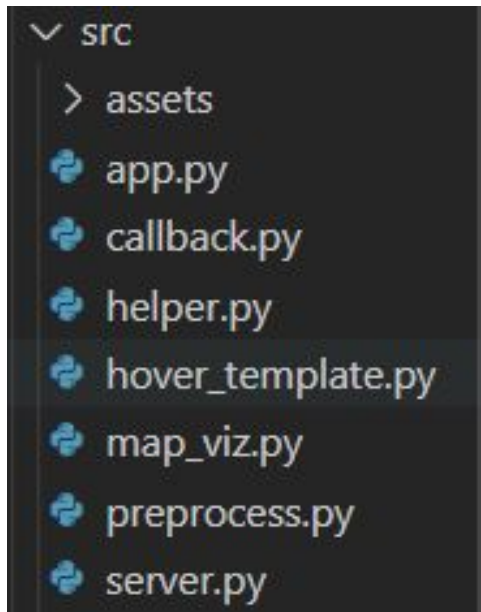 src
assets
app.py
callback.py
helper.py
hover_template.py
map_viz.py
preprocess.py
server.py